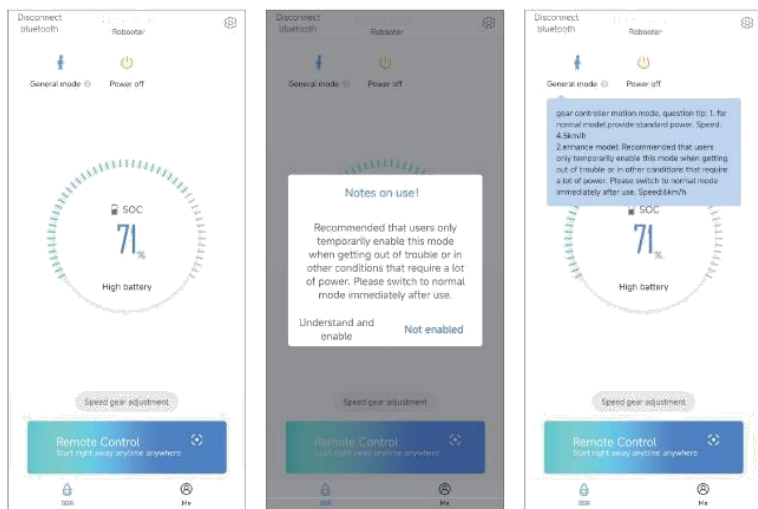 Disconnect
bluetooth
Robooter
General mode
Power off
SOC
71%
High battery
Speed gear adjustment
Remote Control
Start right away anytime anywhere
Me
Disconnect
bluetooth
Robooter
General mode
Power off
Notes on use!
Recommended that users only
temporarily enable this mode
when getting out of trouble or in
other conditions that require a lot
of power. Please switch to normal
mode immediately after use.
Understand and
enable
Not enabled
Speed gear adjustment
Remote Control
Start right away anytime anywhere
Me
Disconnect
bluetooth
Robooter
General mode
Power off
gear controller motion mode, question tip: 1. for
normal model,provide standard power. Speed:
4.5km/h
2.enhance model: Recommended that users
only temporarily enable this mode when getting
out of trouble or in other conditions that require
a lot of power. Please switch to normal mode
immediately after use. Speed:6km/h
SOC
71%
High battery
Speed gear adjustment
Remote Control
Start right away anytime anywhere
Me